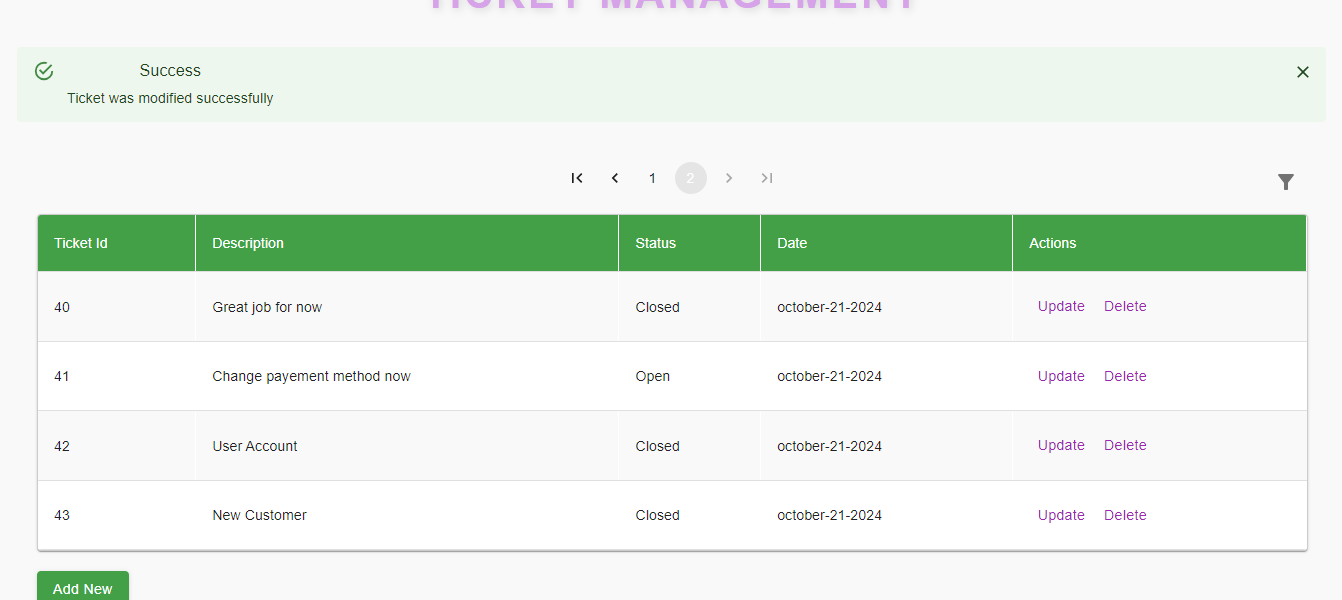 TICKET MANAGEMENT
Success
Ticket was modified successfully
1 2
Ticket Id Description Status Date Actions
40 Great job for now Closed october-21-2024 Update Delete
41 Change payement method now Open october-21-2024 Update Delete
42 User Account Closed october-21-2024 Update Delete
43 New Customer Closed october-21-2024 Update Delete
Add New